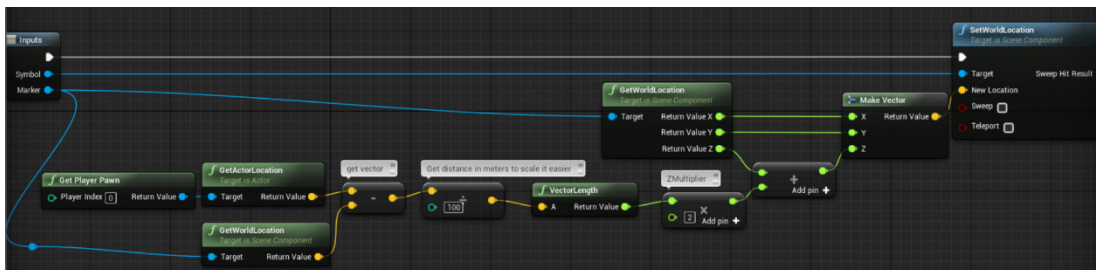 Inputs
Symbol
Marker
f Get Player Pawn
Player Index 0 Return Value
f GetActorLocation
Target is Actor
Target Return Value
f GetWorldLocation
Target is Scene Component
Target Return Value
get vector
-
Get distance in meters to scale it easier
100 ÷
f VectorLength
A Return Value
ZMultiplier
2 X Add pin +
f GetWorldLocation
Target is Scene Component
Target Return Value X
Return Value Y
Return Value Z
+
Add pin +
Make Vector
X Return Value
Y
Z
f SetWorldLocation
Target is Scene Component
Target Sweep Hit Result
New Location
Sweep
Teleport